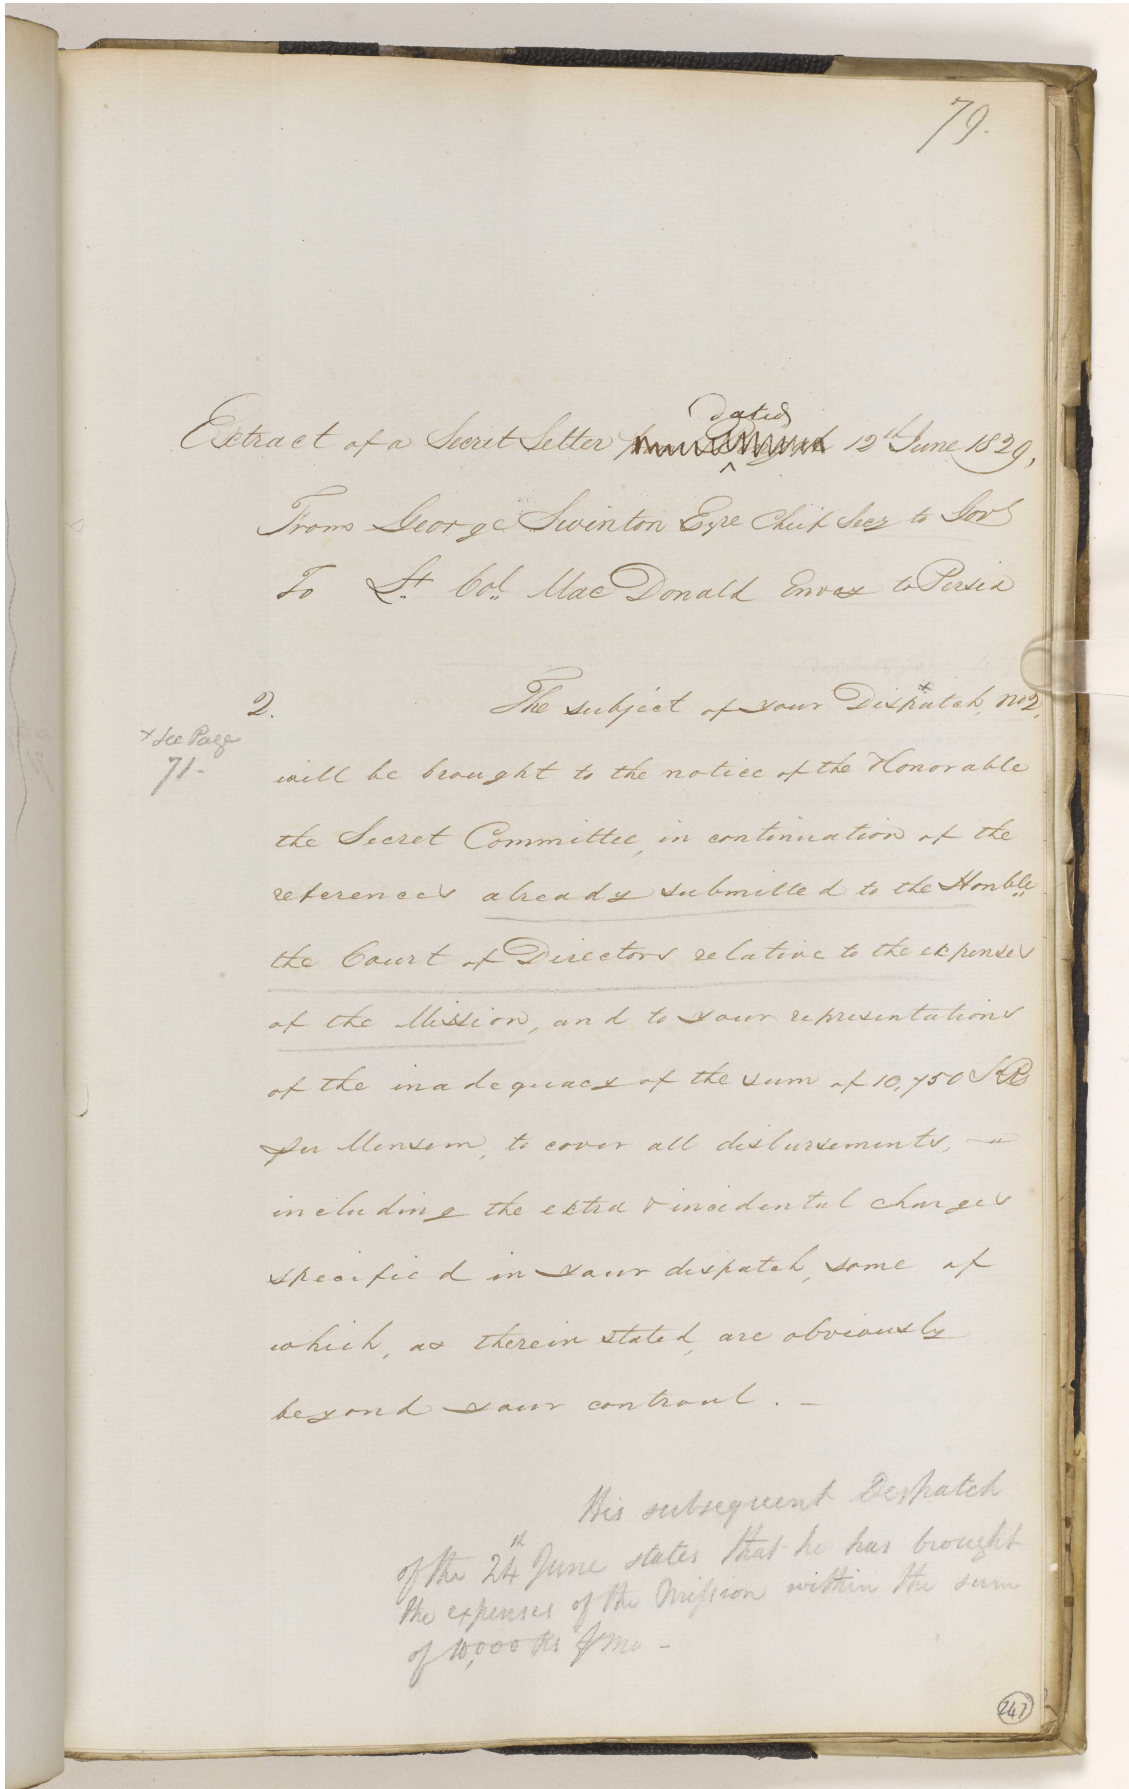 79.
Extract of a Secret Letter dated 12th June 1829,
From George Swinton Esqre Chief Secy to Govt
To Lt. Col. MacDonald Envoy to Persia
2. The subject of your Dispatch x, No 2,
x See Page
71.
will be brought to the notice of the Honorable
the Secret Committee, in continuation of the
references already submitted to the Honble
the Court of Directors relative to the expenses
of the Mission, and to your representations
of the inadequacy of the sum of 10,750 S Rs
per Mensem, to cover all disbursements, –
including the extra & incidental charges
specified in your dispatch, some of
which, as therein stated, are obviously
beyond your controul. –
His subsequent Despatch
of the 24th June states that he has brought
the expenses of the Mission within the sum
of 10,000 Rs P Mo –
247